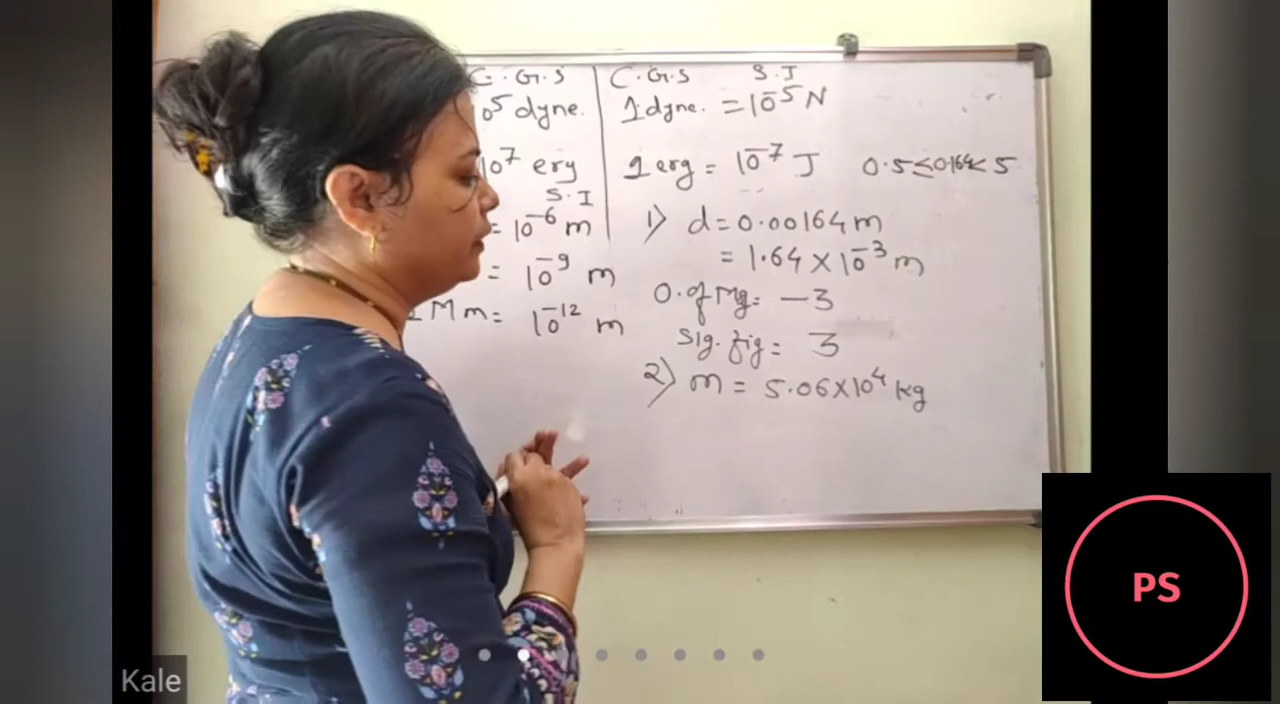 C.G.S
05 dyne.
10⁷ ery
S.I
= 10⁻⁶ m
= 10⁻⁹ m
1 Mm = 10⁻¹² m
C.G.S S.I
1 dyne. = 10⁻⁵ N
1 erg = 10⁻⁷ J 0.5≤0.164<5
1) d = 0.00164 m
= 1.64 × 10⁻³ m
O. of Mg = -3
Sig. fig = 3
2) m = 5.06×10⁴ kg
PS
Kale